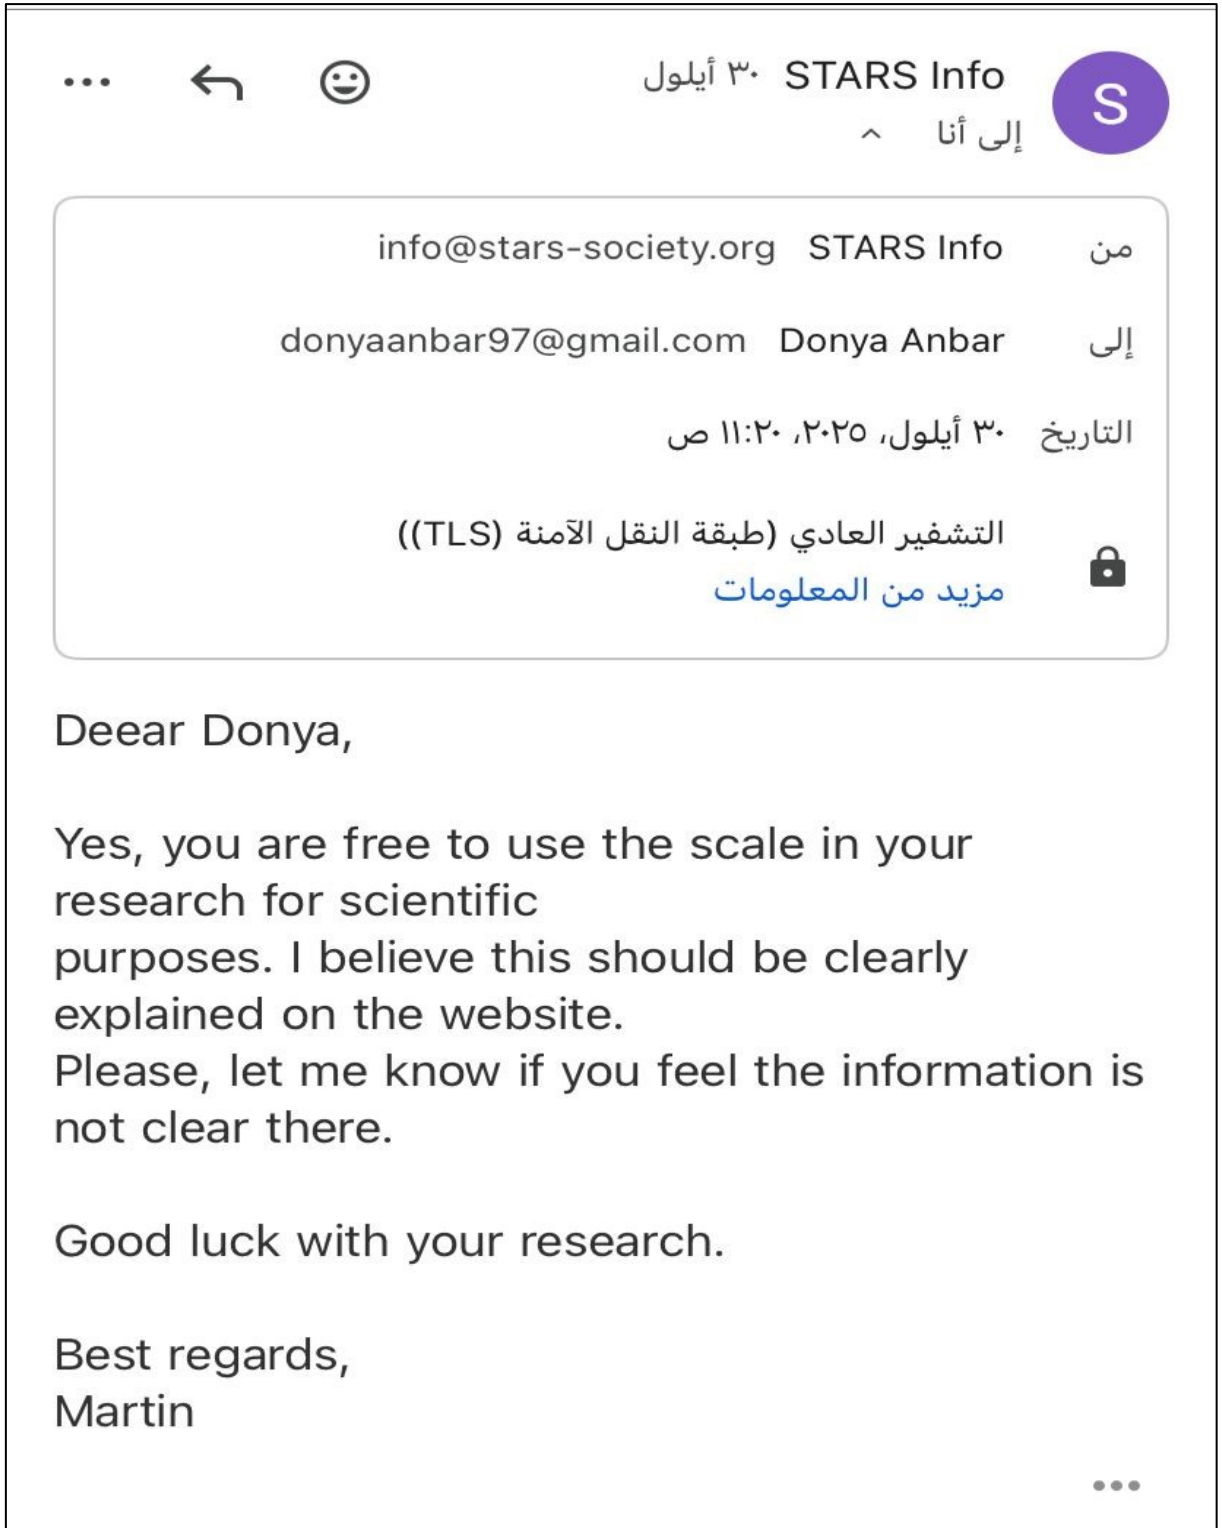 STARS Info ٣٠ أيلول
إلى أنا
S
من STARS Info info@stars-society.org
إلى Donya Anbar donyaanbar97@gmail.com
التاريخ ٣٠ أيلول، ٢٠٢٥، ١١:٢٠ ص
التشفير العادي (طبقة النقل الآمنة (TLS))
مزيد من المعلومات
Deear Donya,
Yes, you are free to use the scale in your
research for scientific
purposes. I believe this should be clearly
explained on the website.
Please, let me know if you feel the information is
not clear there.
Good luck with your research.
Best regards,
Martin